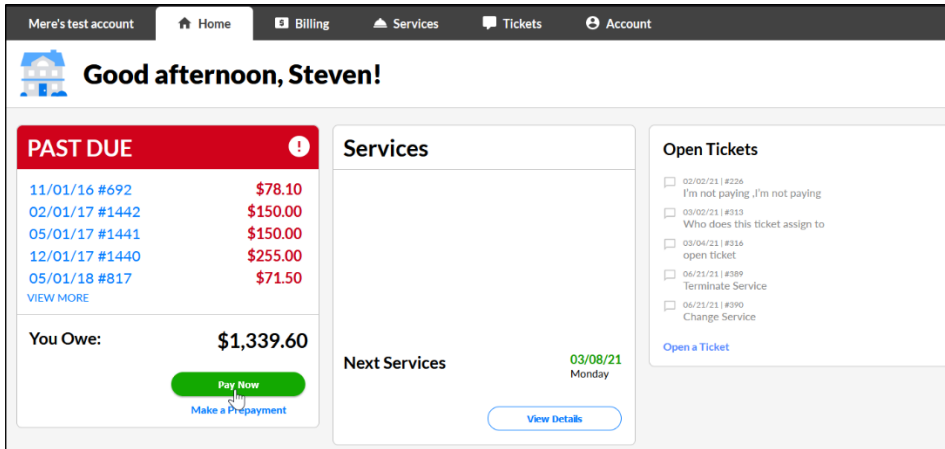 Mere's test account Home Billing Services Tickets Account
Good afternoon, Steven!
PAST DUE
11/01/16 #692 $78.10
02/01/17 #1442 $150.00
05/01/17 #1441 $150.00
12/01/17 #1440 $255.00
05/01/18 #817 $71.50
VIEW MORE
You Owe: $1,339.60
Pay Now
Make a Prepayment
Services
Next Services 03/08/21
Monday
View Details
Open Tickets
02/02/21 | #226
I'm not paying ,I'm not paying
03/02/21 | #313
Who does this ticket assign to
03/04/21 | #316
open ticket
06/21/21 | #389
Terminate Service
06/21/21 | #390
Change Service
Open a Ticket